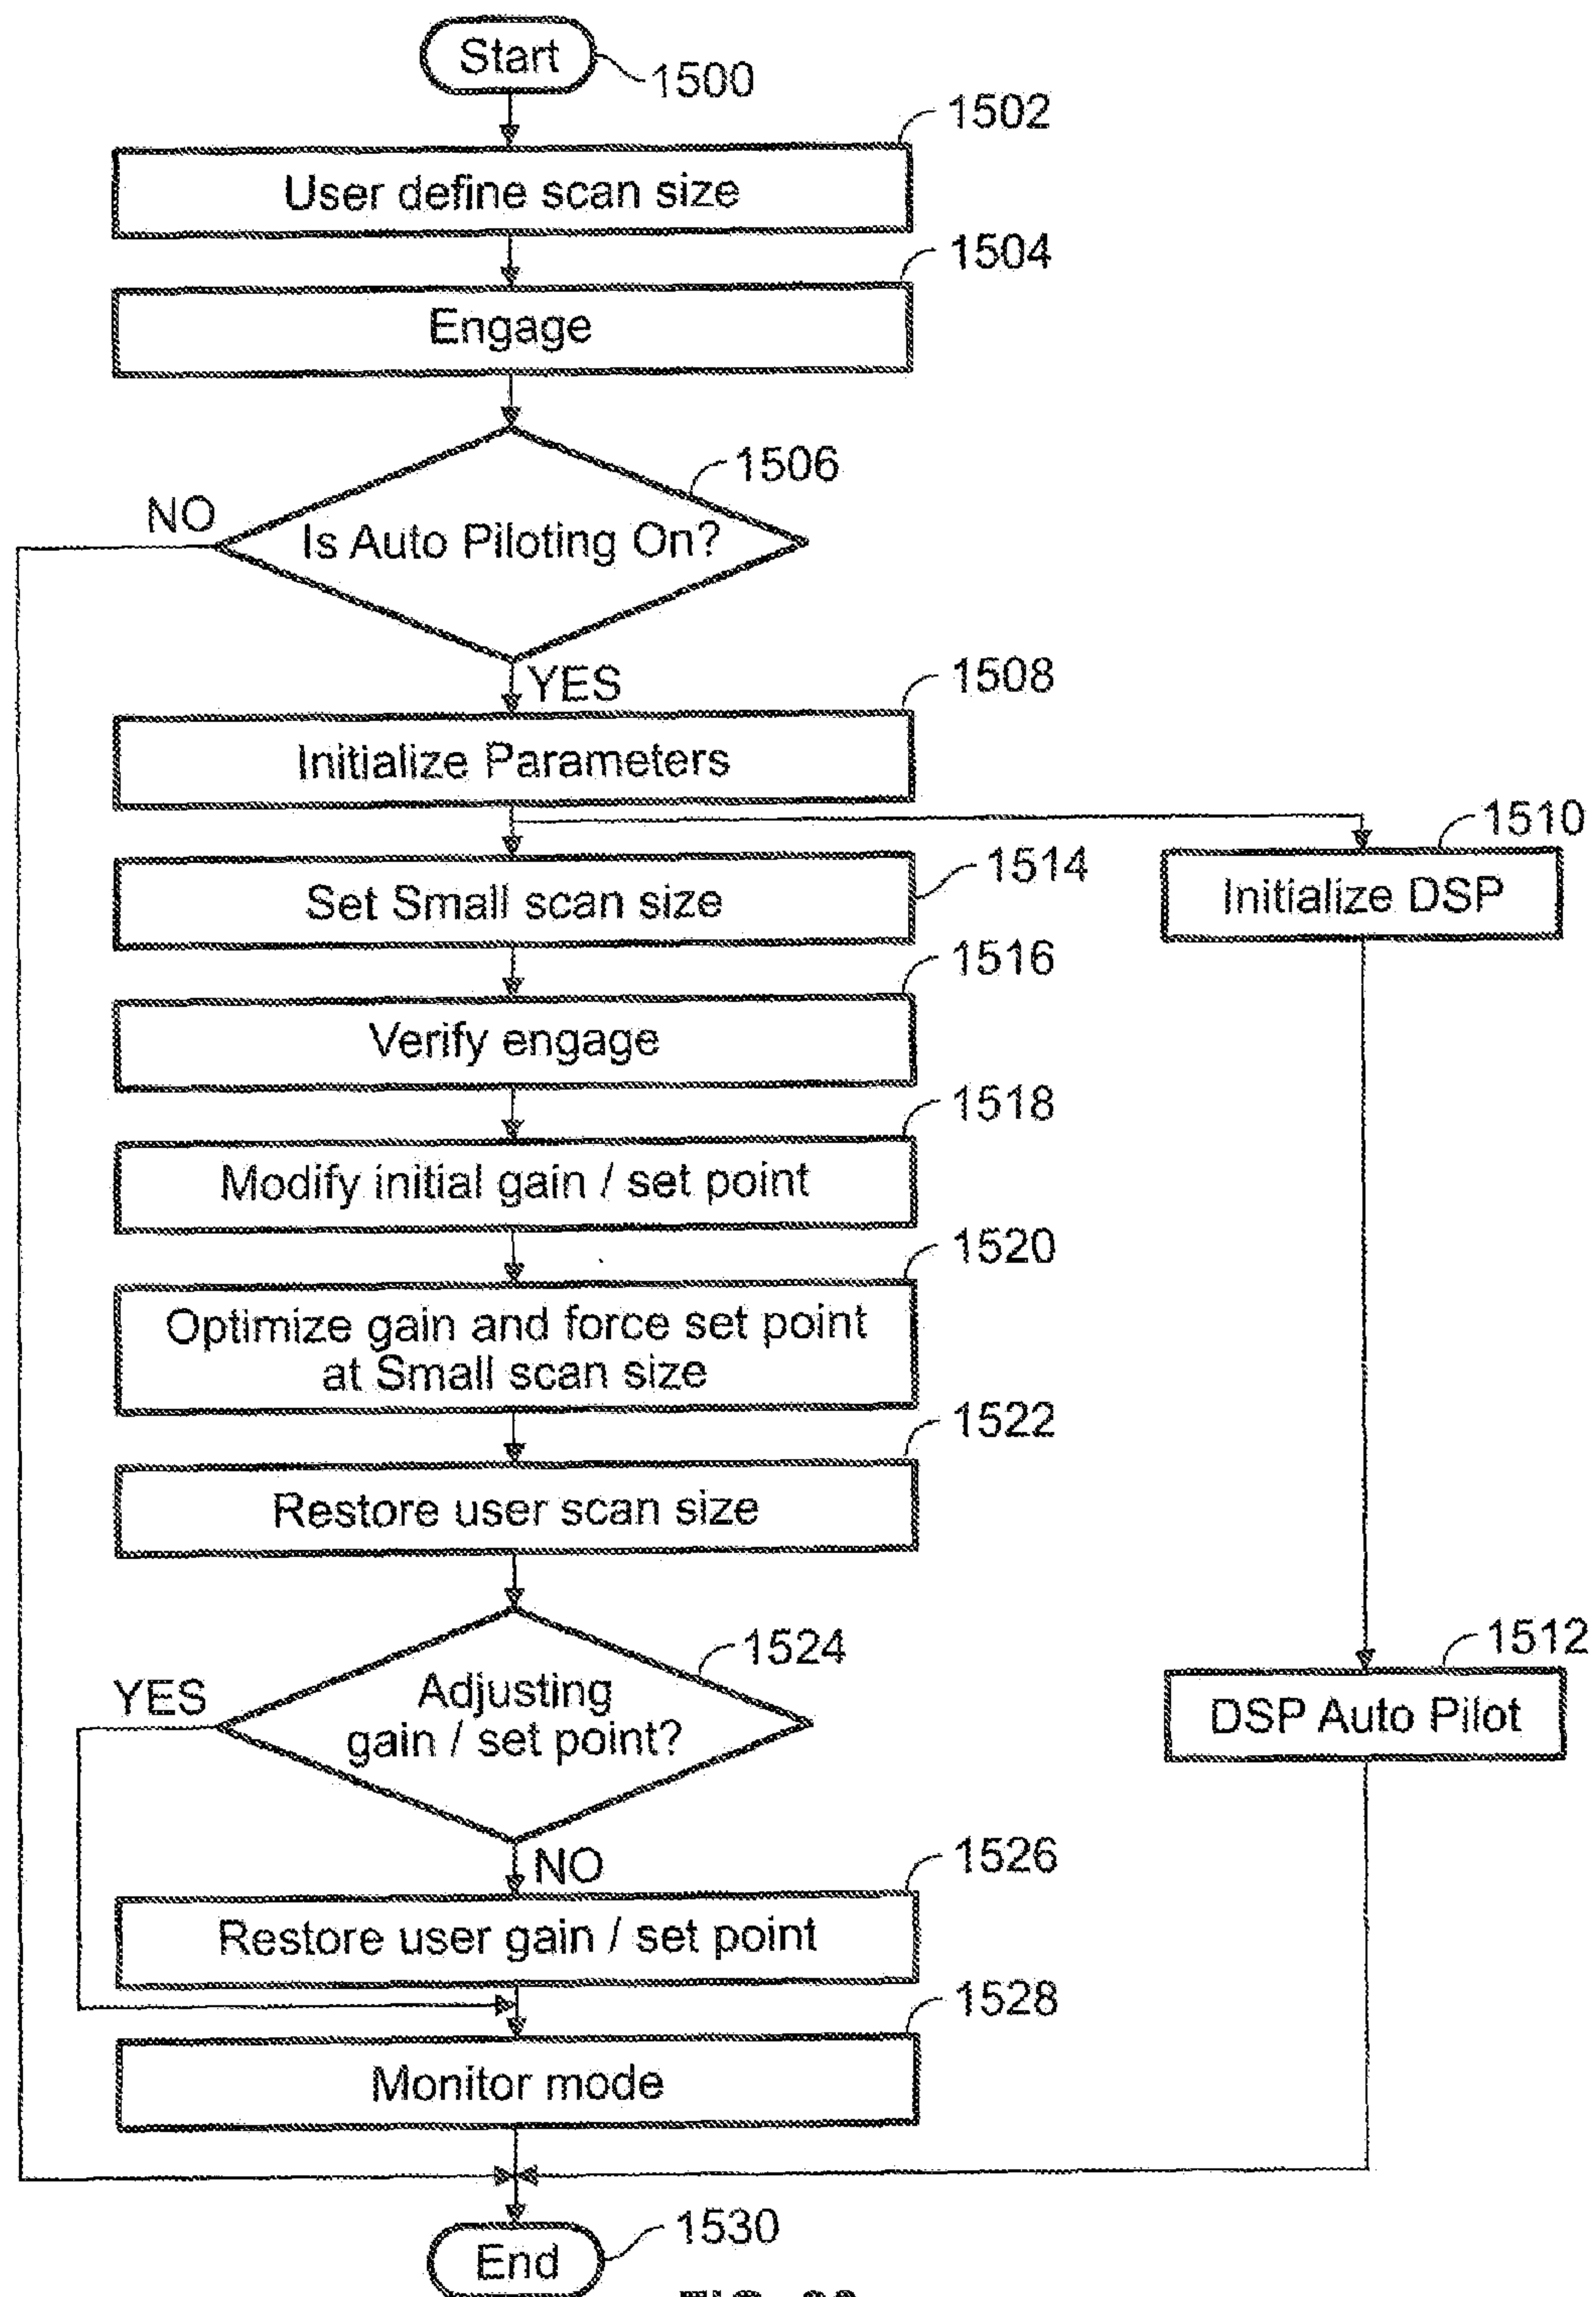 Start
1500
1502
User define scan size
1504
Engage
1506
NO
Is Auto Piloting On?
YES
1508
Initialize Parameters
1510
Initialize DSP
1514
Set Small scan size
1516
Verify engage
1518
Modify initial gain / set point
1520
Optimize gain and force set point
at Small scan size
1522
Restore user scan size
1524
YES
Adjusting
gain / set point?
1512
DSP Auto Pilot
NO
1526
Restore user gain / set point
1528
Monitor mode
1530
End